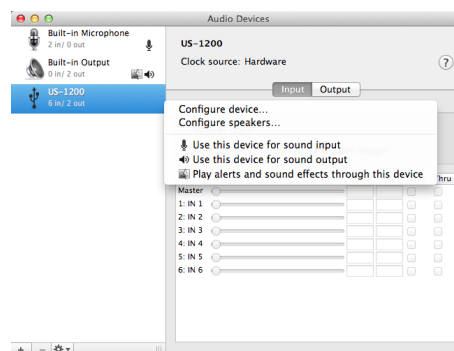 Audio Devices
Built-in Microphone
2 in/ 0 out
Built-in Output
0 in/ 2 out
US-1200
6 in/ 2 out
US-1200
Clock source: Hardware
?
Input Output
Configure device...
Configure speakers...
Use this device for sound input
Use this device for sound output
Play alerts and sound effects through this device
Thru
Master
1: IN 1
2: IN 2
3: IN 3
4: IN 4
5: IN 5
6: IN 6